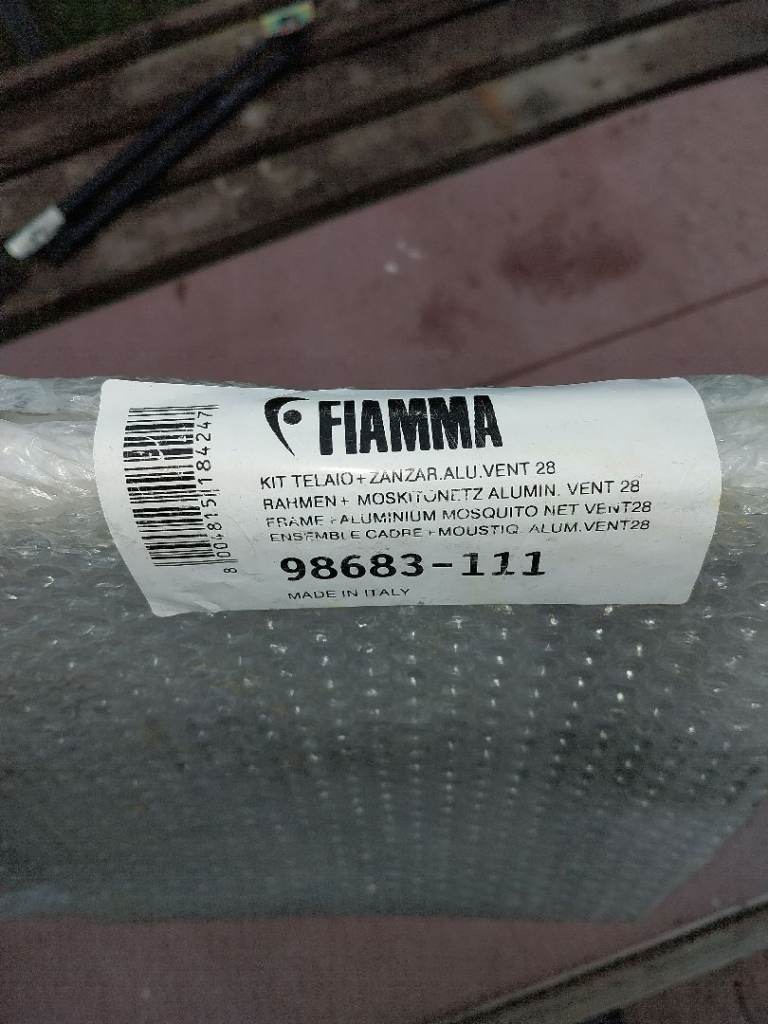 FIAMMA
KIT TELAIO+ZANZAR.ALU.VENT 28
RAHMEN+ MOSKITONETZ ALUMIN. VENT 28
FRAME+ALUMINIUM MOSQUITO NET VENT28
ENSEMBLE CADRE+MOUSTIQ. ALUM.VENT28
98683-111
MADE IN ITALY
8 004815 184247